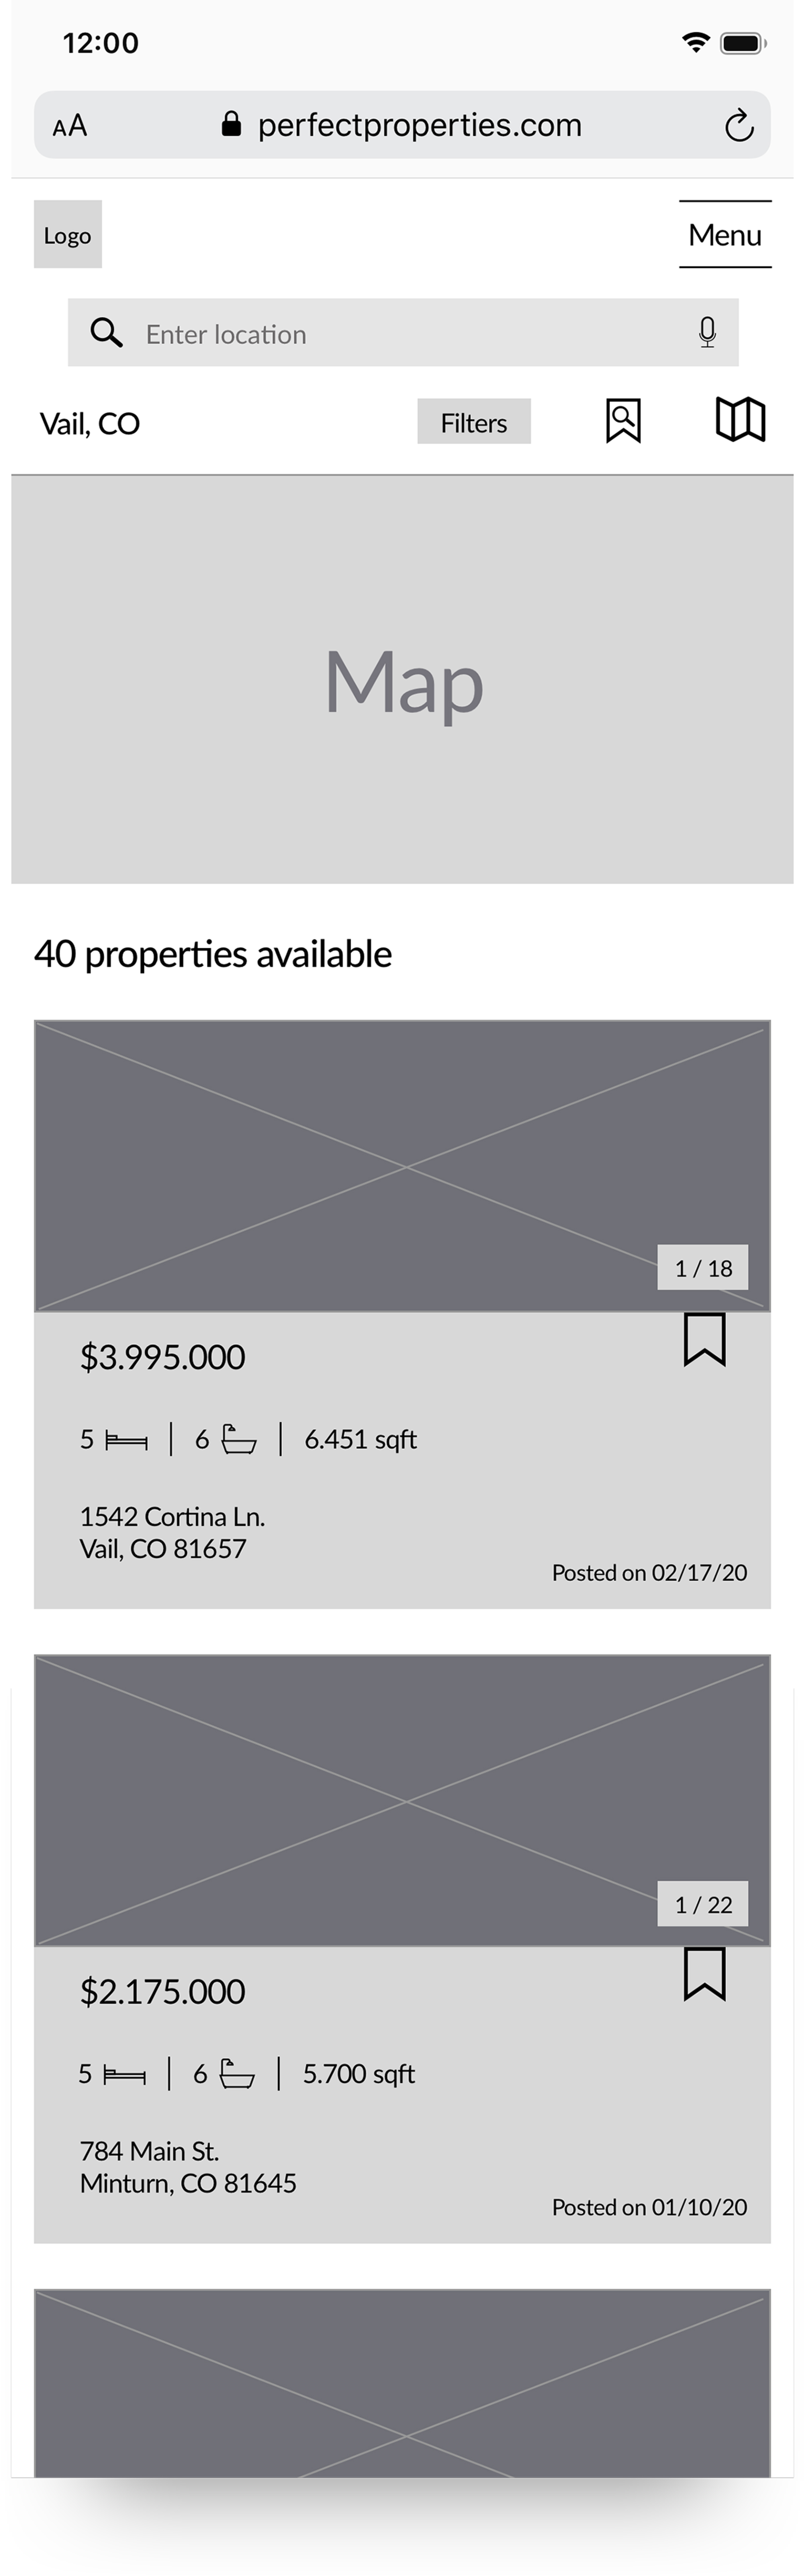 12:00
AA perfectproperties.com
Logo
Menu
Enter location
Vail, CO
Filters
Map
40 properties available
1 / 18
$3.995.000
5 | 6 | 6.451 sqft
1542 Cortina Ln.
Vail, CO 81657
Posted on 02/17/20
1 / 22
$2.175.000
5 | 6 | 5.700 sqft
784 Main St.
Minturn, CO 81645
Posted on 01/10/20